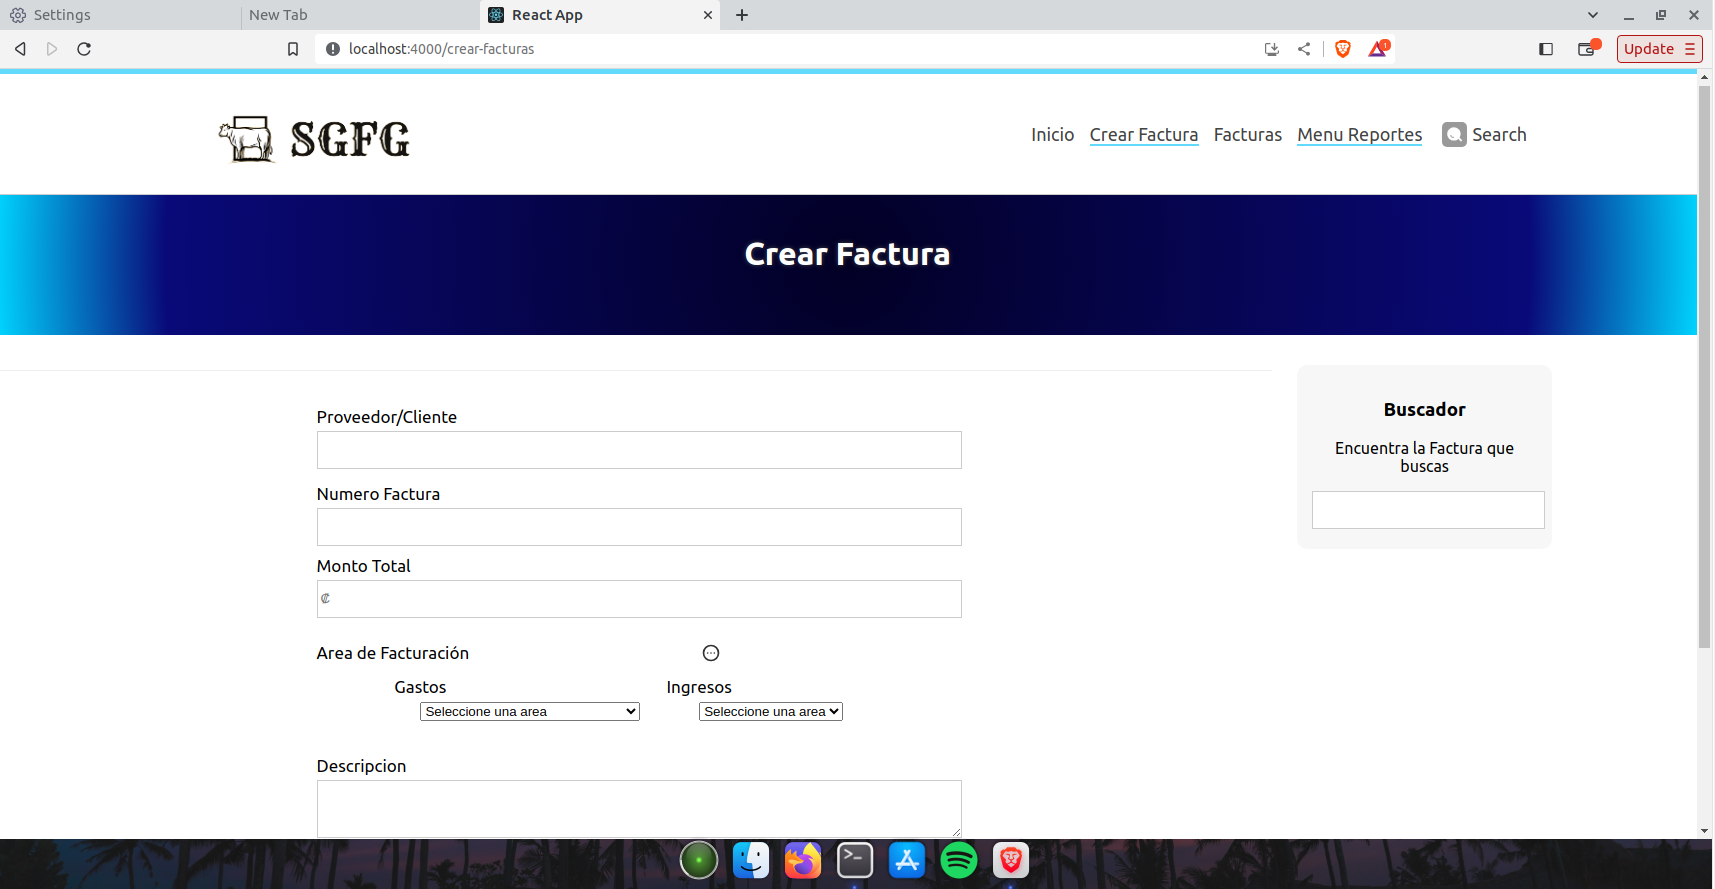 Settings
New Tab
React App
localhost:4000/crear-facturas
1
Update
SGFG
Inicio
Crear Factura
Facturas
Menu Reportes
Search
Crear Factura
Proveedor/Cliente
Numero Factura
Monto Total
₡
Area de Facturación
Gastos
Ingresos
Seleccione una area
Seleccione una area
Descripcion
Buscador
Encuentra la Factura que
buscas